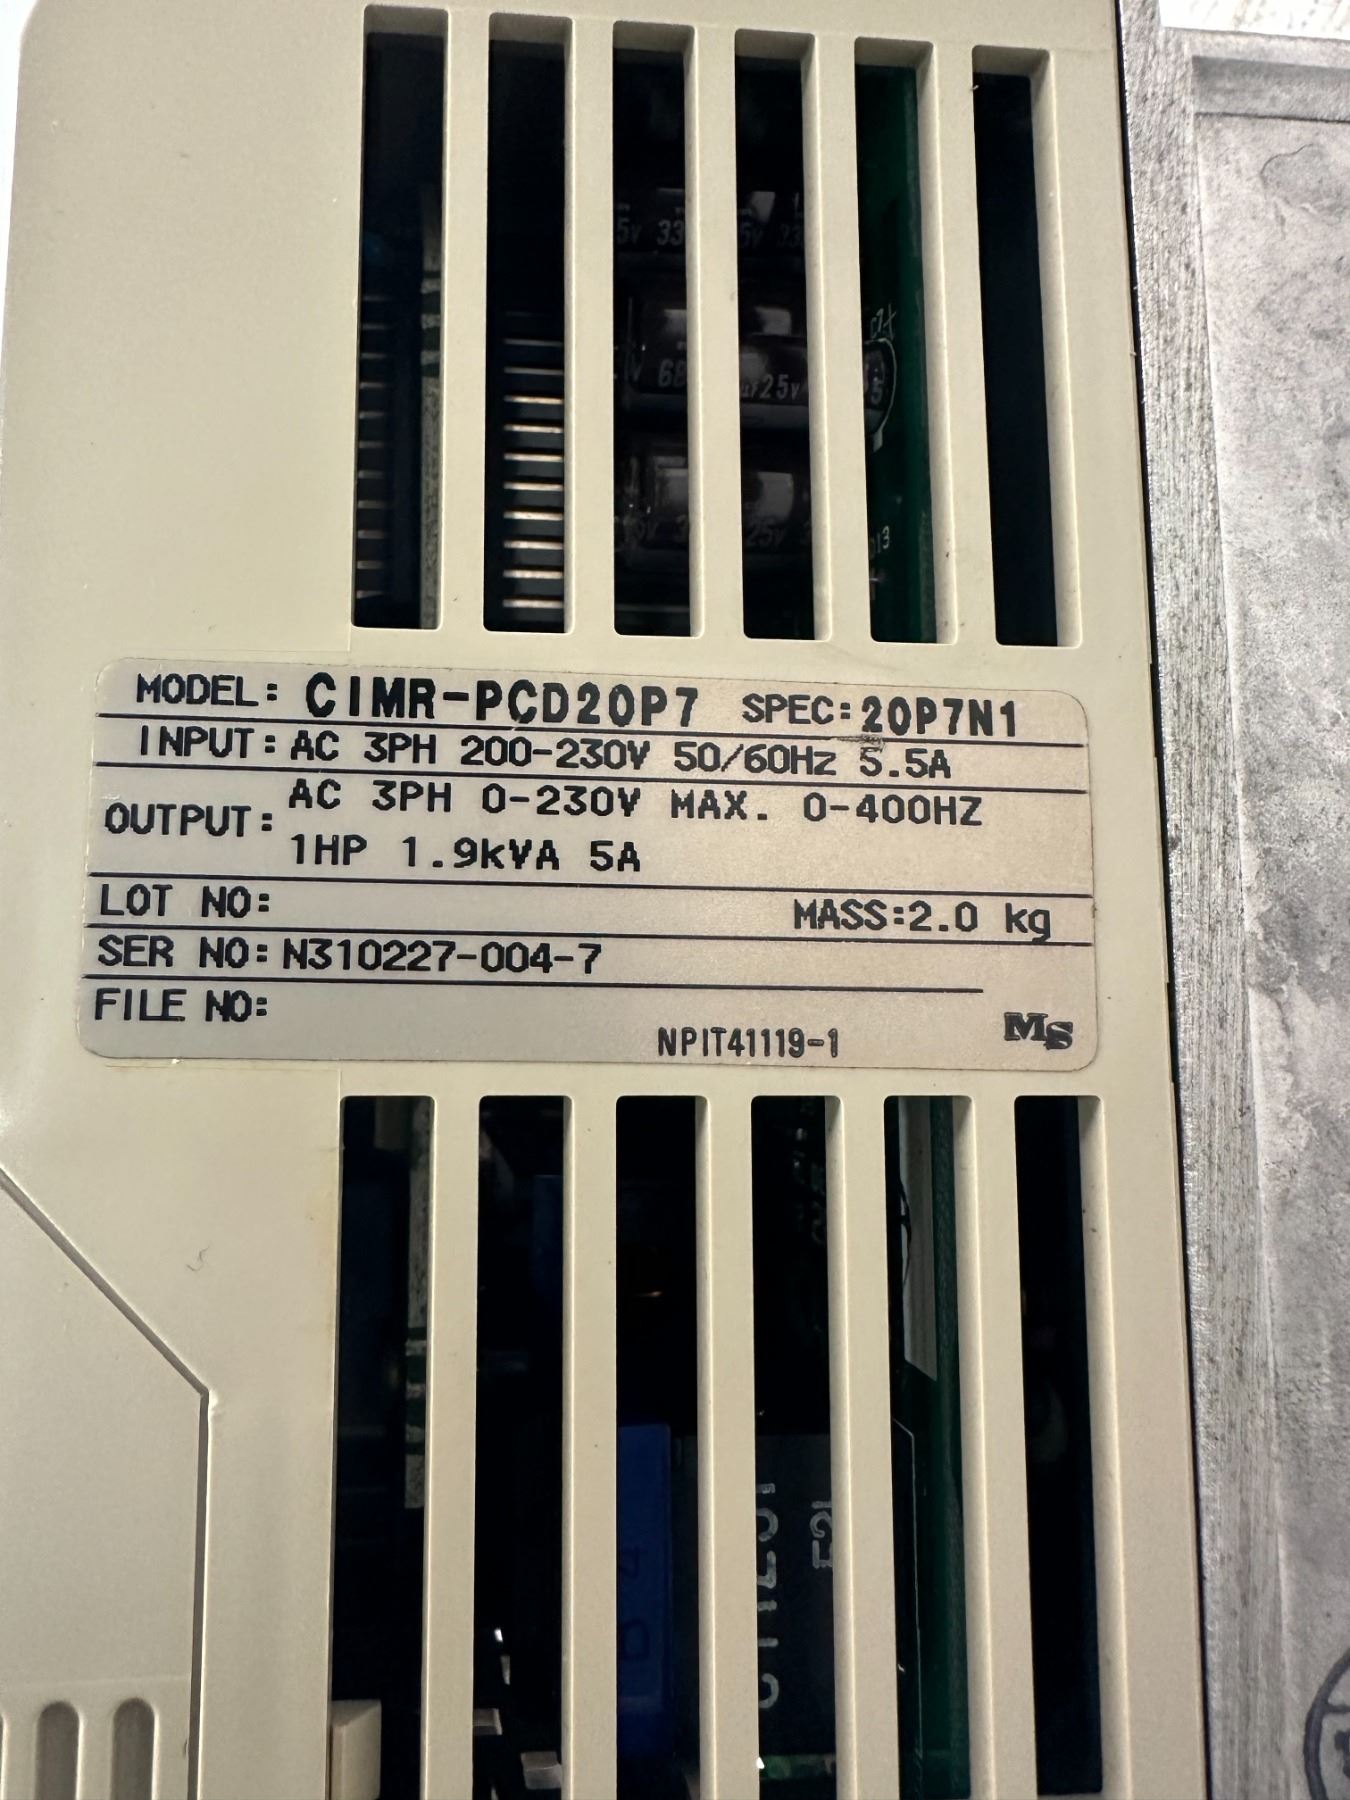 MODEL: CIMR-PCD20P7 SPEC: 20P7N1
INPUT: AC 3PH 200-230V 50/60Hz 5.5A
OUTPUT: AC 3PH 0-230V MAX. 0-400HZ
1HP 1.9kVA 5A
LOT NO: MASS: 2.0 kg
SER NO: N310227-004-7
FILE NO:
NPIT41119-1 MS